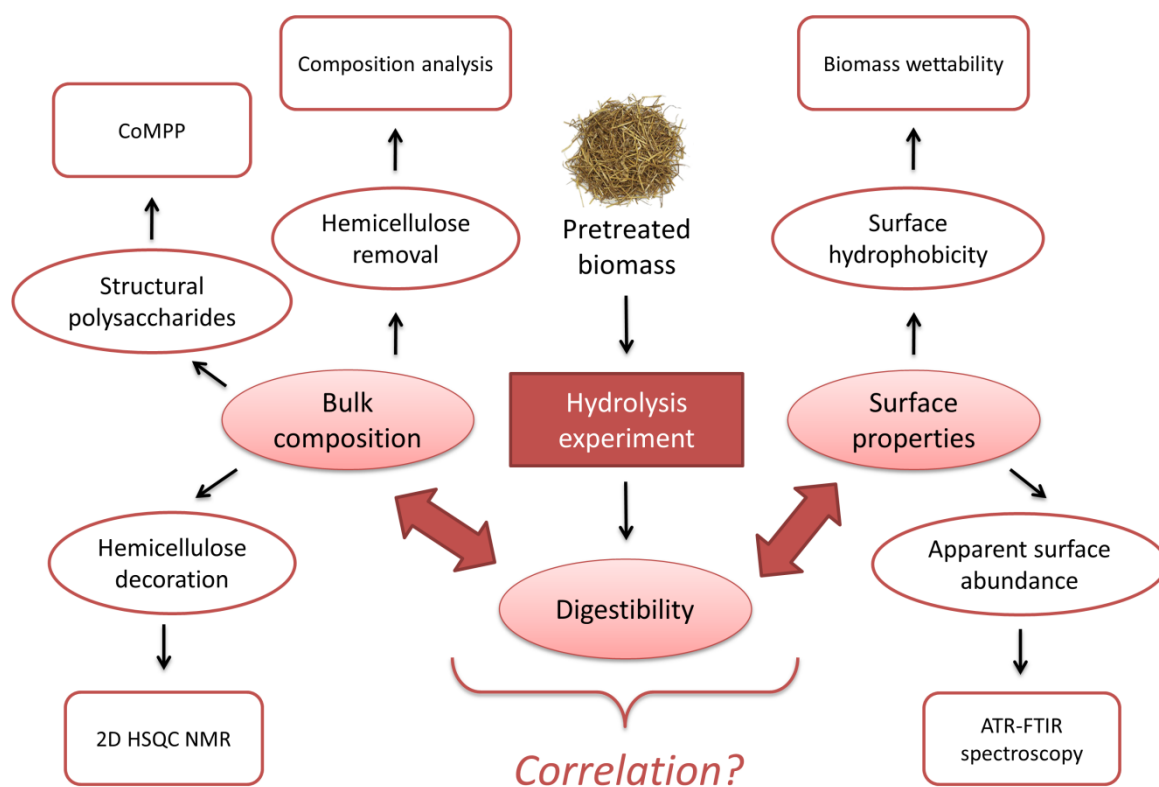 Composition analysis
Biomass wettability
CoMPP
Hemicellulose
removal
Pretreated
biomass
Surface
hydrophobicity
Structural
polysaccharides
Bulk
composition
Hydrolysis
experiment
Surface
properties
Hemicellulose
decoration
Apparent surface
abundance
Digestibility
2D HSQC NMR
ATR-FTIR
spectroscopy
Correlation?